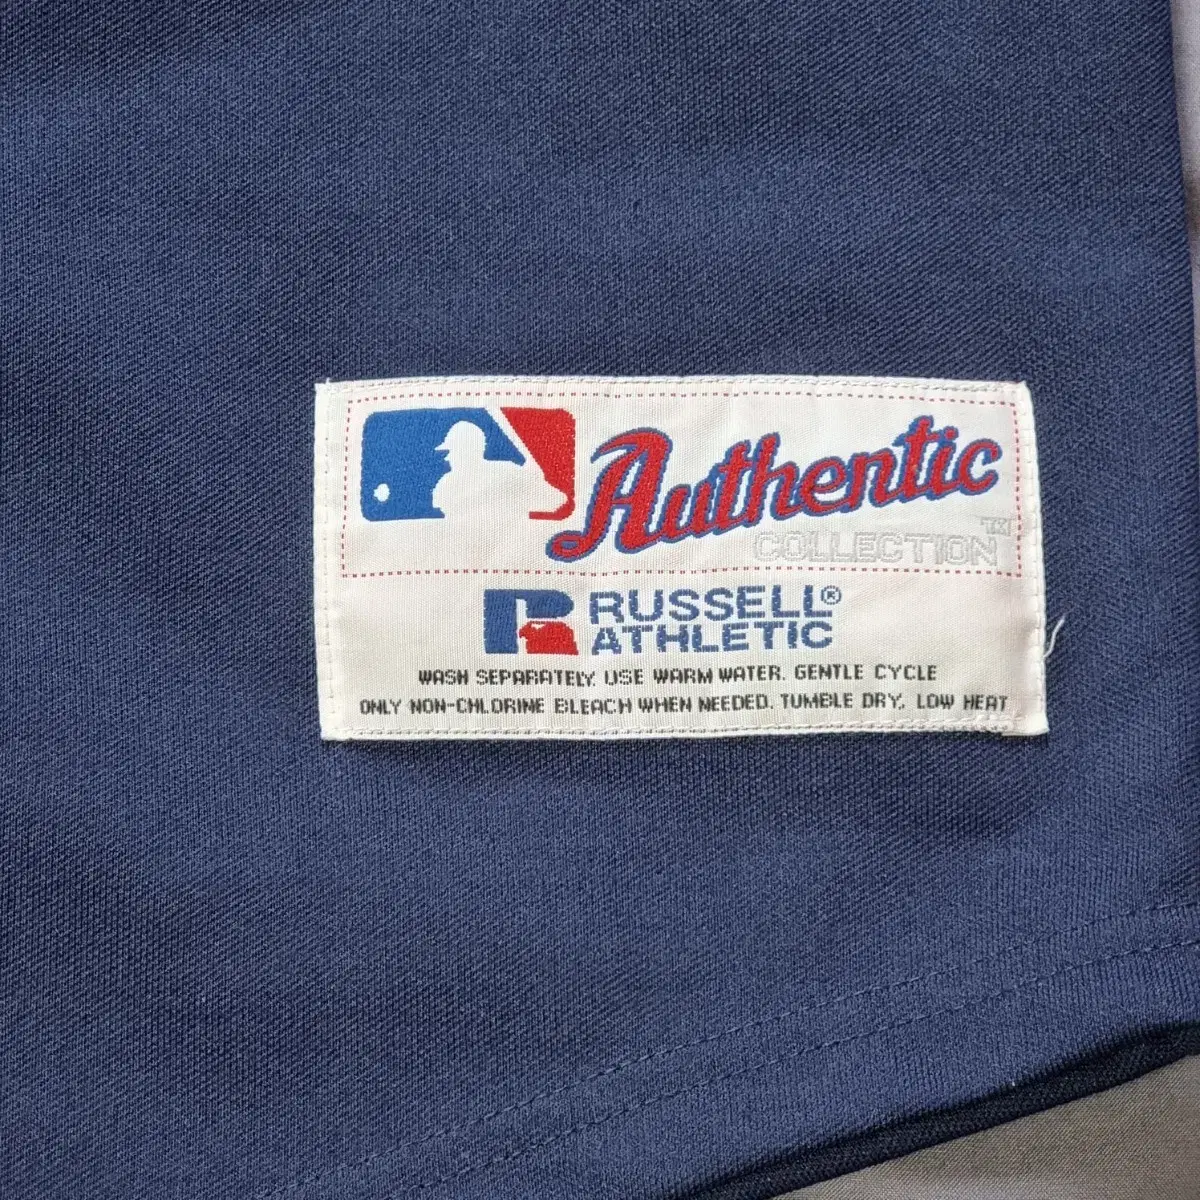 Authentic
COLLECTION™
RUSSELL®
ATHLETIC
WASH SEPARATELY. USE WARM WATER. GENTLE CYCLE
ONLY NON-CHLORINE BLEACH WHEN NEEDED. TUMBLE DRY, LOW HEAT